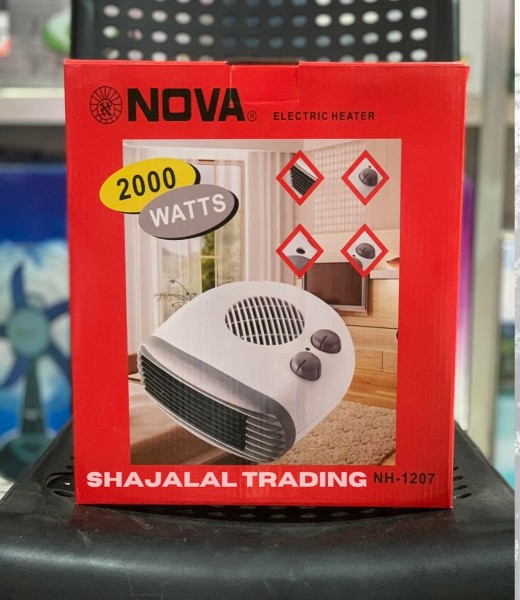 NOVA® ELECTRIC HEATER
2000
WATTS
SHAJALAL TRADING NH-1207